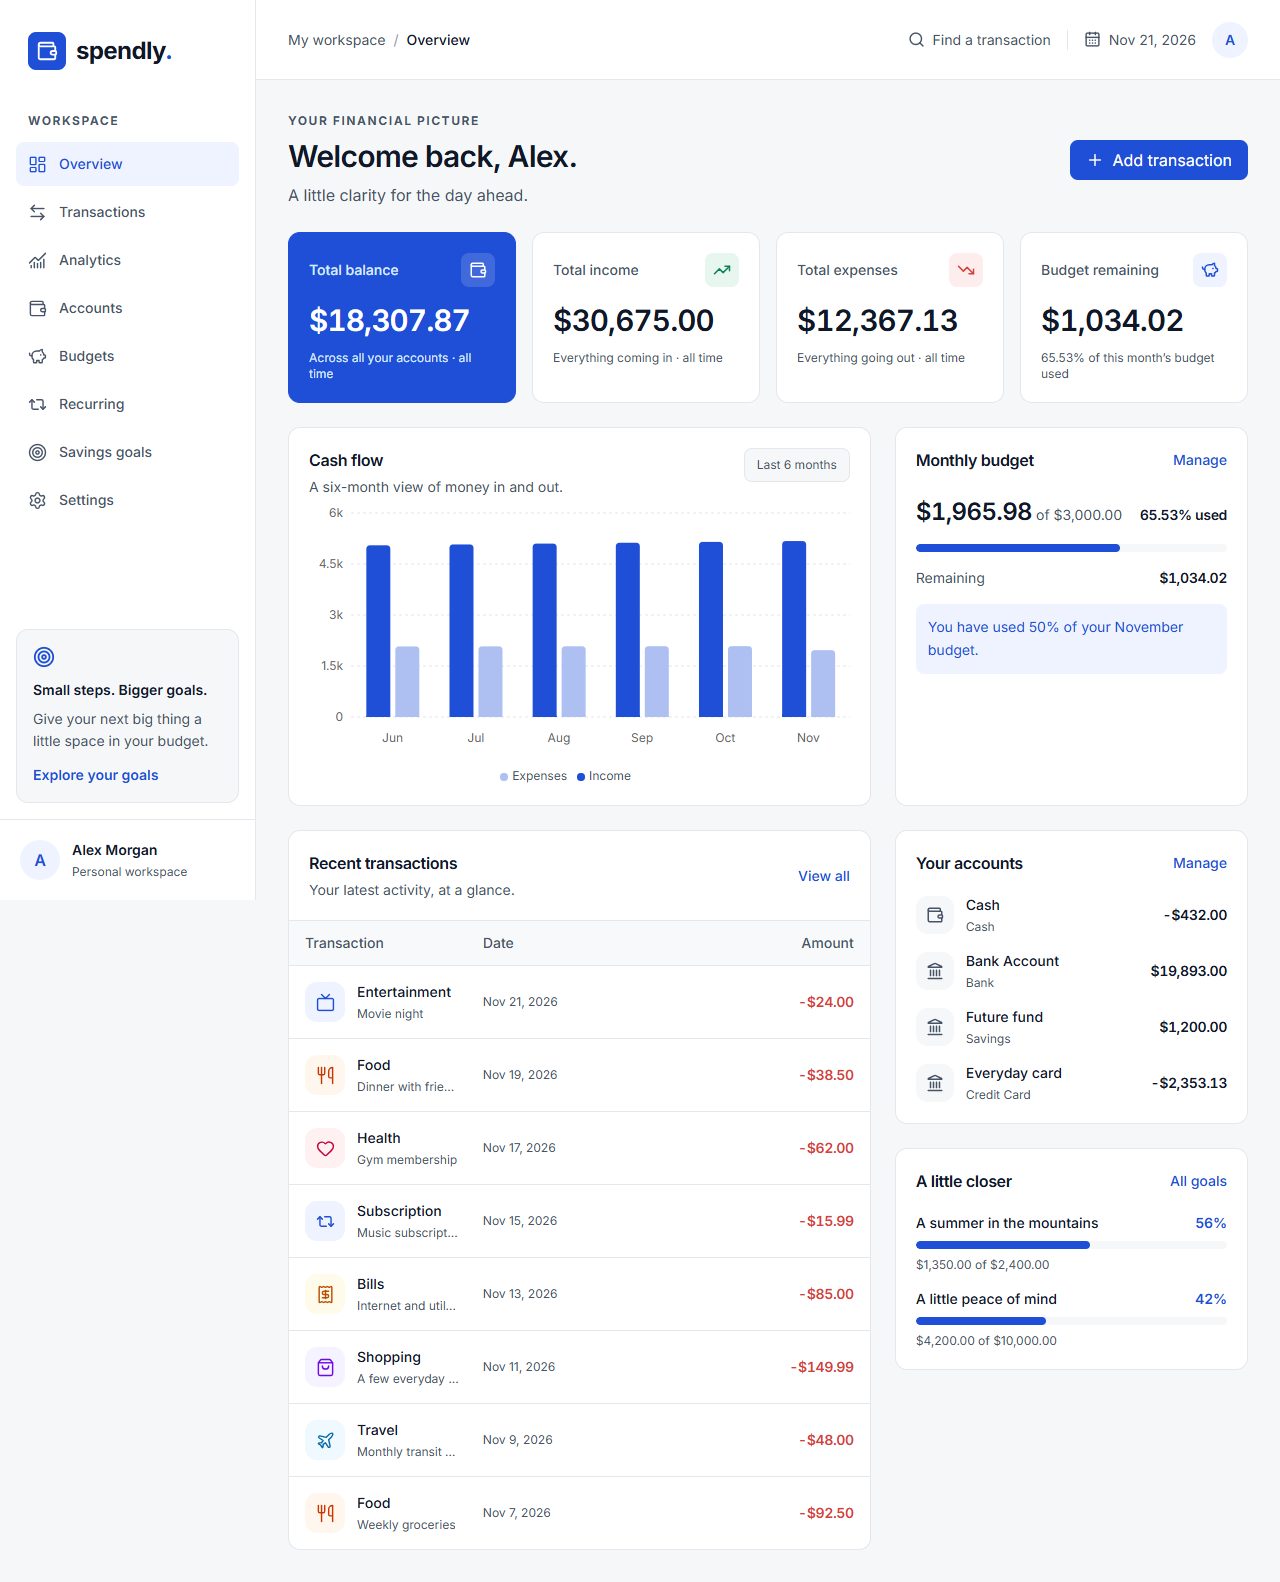 spendly.
WORKSPACE
Overview
Transactions
Analytics
Accounts
Budgets
Recurring
Savings goals
Settings
Small steps. Bigger goals.
Give your next big thing a
little space in your budget.
Explore your goals
A
Alex Morgan
Personal workspace
My workspace / Overview
Find a transaction
Nov 21, 2026
A
YOUR FINANCIAL PICTURE
Welcome back, Alex.
A little clarity for the day ahead.
Add transaction
Total balance
$18,307.87
Across all your accounts · all
time
Total income
$30,675.00
Everything coming in · all time
Total expenses
$12,367.13
Everything going out · all time
Budget remaining
$1,034.02
65.53% of this month's budget
used
Cash flow
A six-month view of money in and out.
Last 6 months
6k
4.5k
3k
1.5k
0
Jun Jul Aug Sep Oct Nov
Expenses Income
Monthly budget
Manage
$1,965.98 of $3,000.00 65.53% used
Remaining $1,034.02
You have used 50% of your November
budget.
Recent transactions
Your latest activity, at a glance.
View all
Transaction Date Amount
Entertainment
Movie night
Nov 21, 2026
-$24.00
Food
Dinner with frie...
Nov 19, 2026
-$38.50
Health
Gym membership
Nov 17, 2026
-$62.00
Subscription
Music subscript...
Nov 15, 2026
-$15.99
Bills
Internet and util...
Nov 13, 2026
-$85.00
Shopping
A few everyday ...
Nov 11, 2026
-$149.99
Travel
Monthly transit ...
Nov 9, 2026
-$48.00
Food
Weekly groceries
Nov 7, 2026
-$92.50
Your accounts
Manage
Cash
Cash
-$432.00
Bank Account
Bank
$19,893.00
Future fund
Savings
$1,200.00
Everyday card
Credit Card
-$2,353.13
A little closer
All goals
A summer in the mountains 56%
$1,350.00 of $2,400.00
A little peace of mind 42%
$4,200.00 of $10,000.00